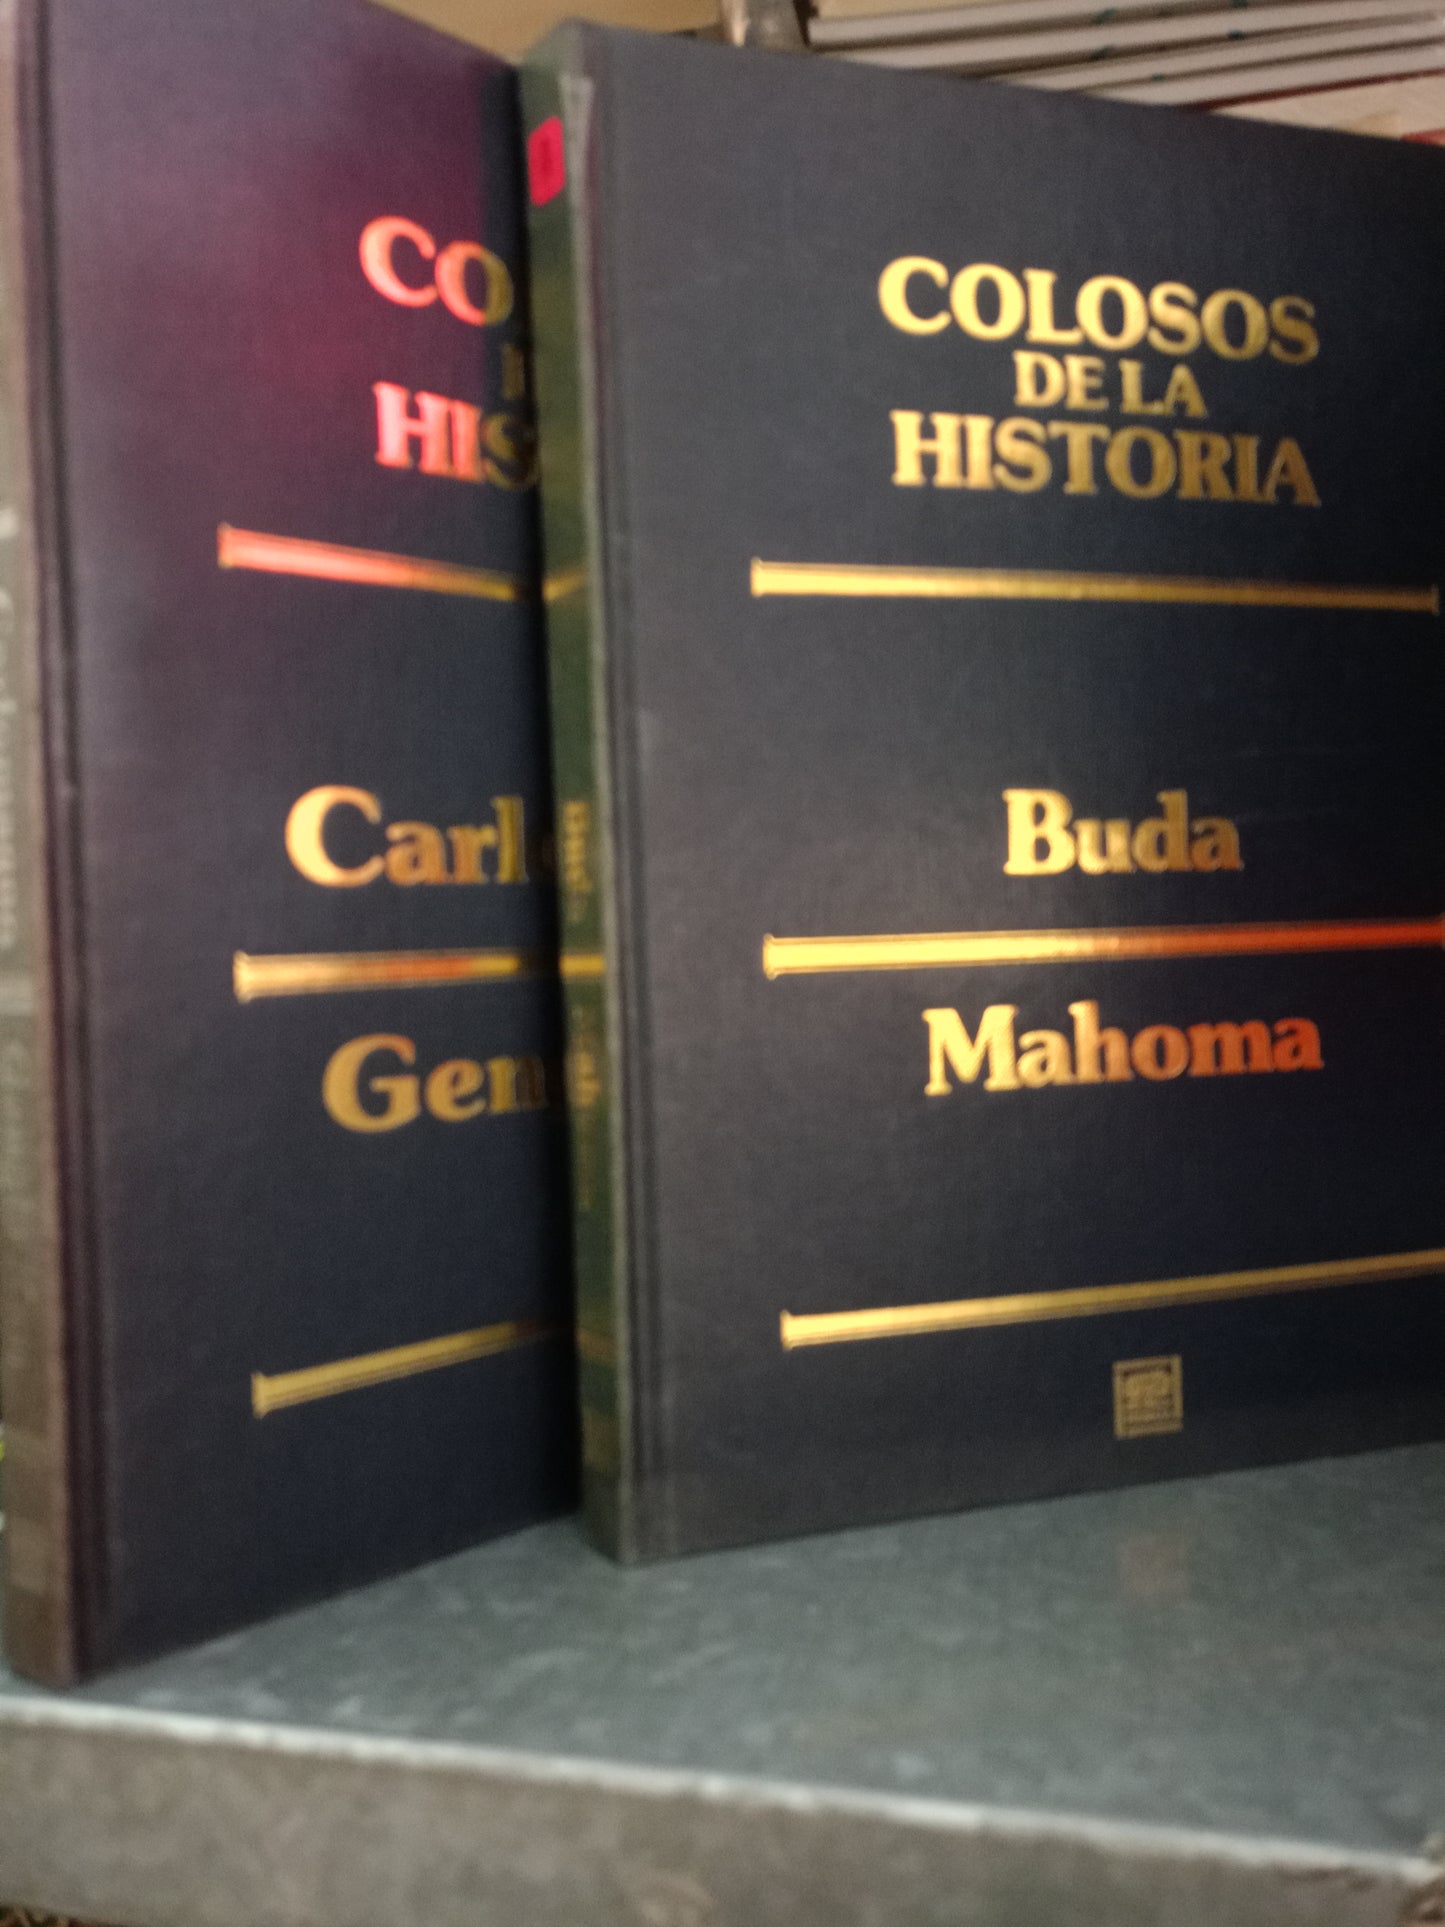 CO
HIS
Carl
Gen
COLOSOS
DE LA
HISTORIA
Buda
Mahoma